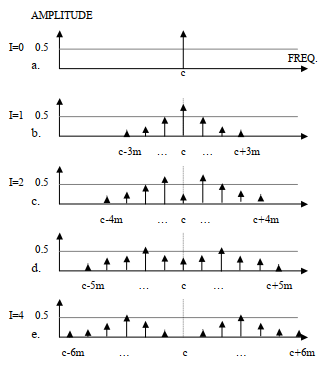 AMPLITUDE
I=0 0.5
FREQ.
a.
c
I=1 0.5
b.
c-3m ... c ... c+3m
I=2 0.5
c.
c-4m ... c ... c+4m
0.5
d.
c-5m ... c ... c+5m
I=4 0.5
e.
c-6m ... c ... c+6m